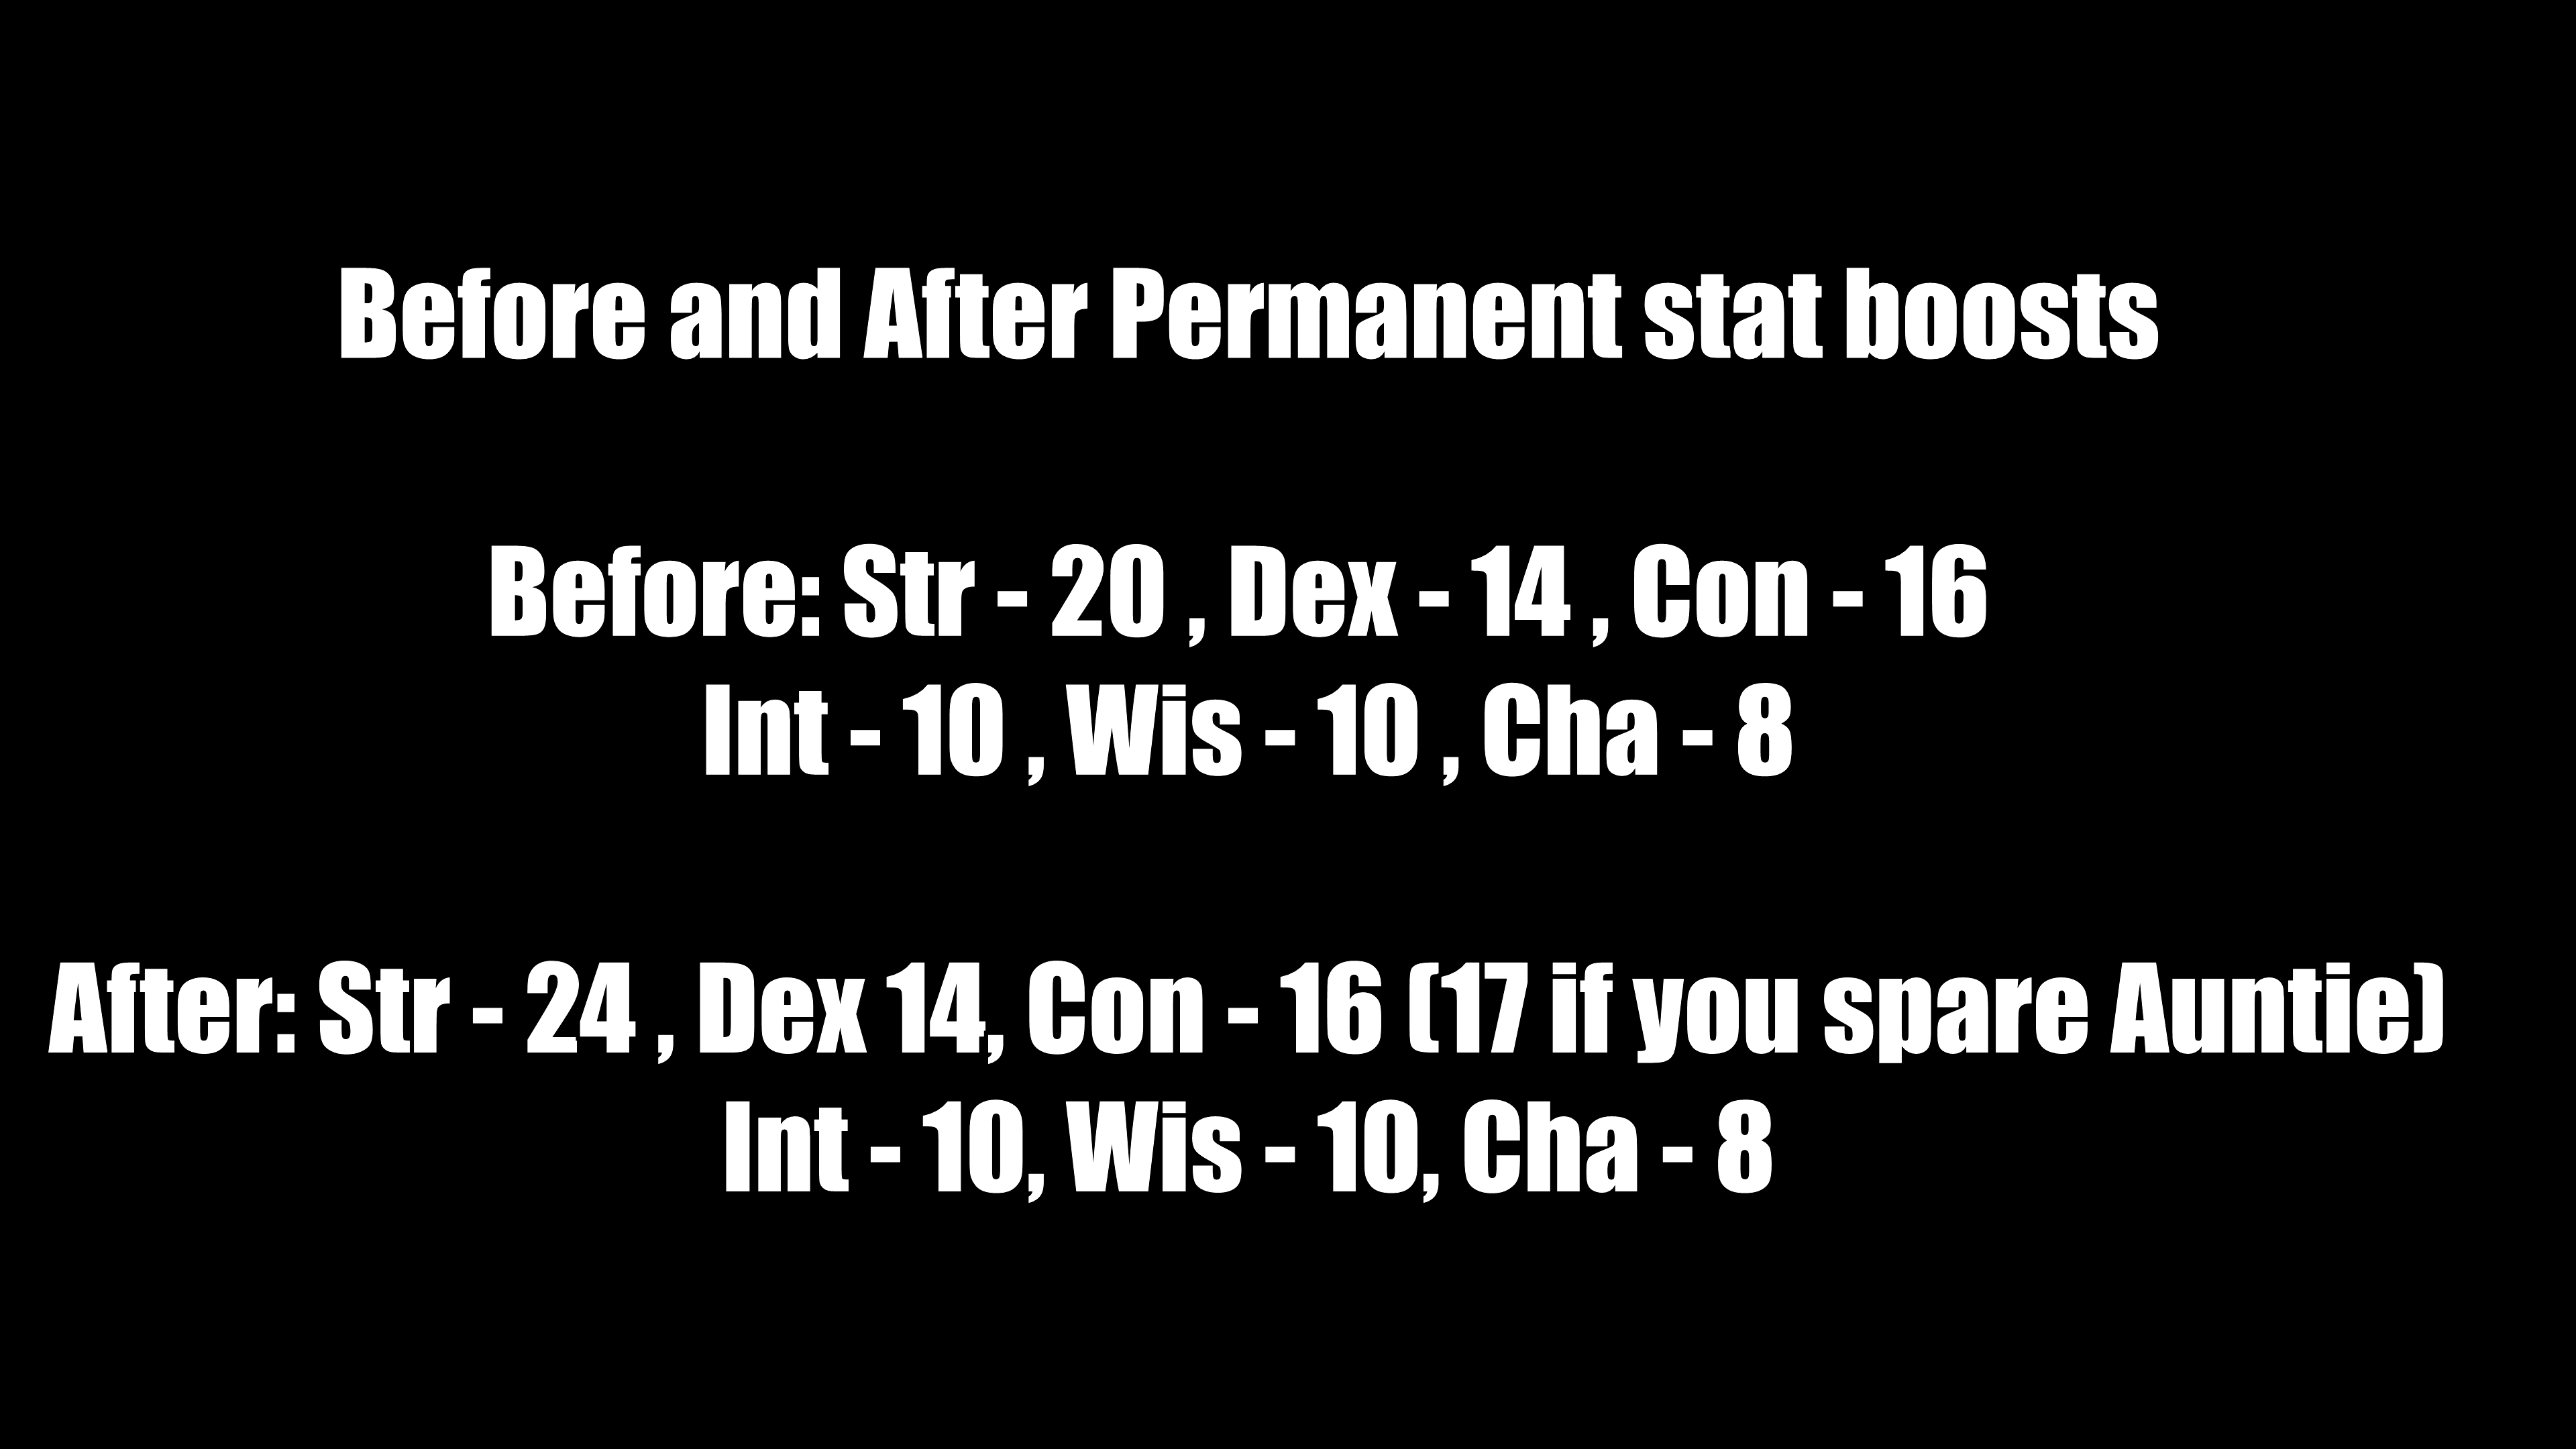 Before and After Permanent stat boosts
Before: Str - 20 , Dex - 14 , Con - 16
Int - 10 , Wis - 10 , Cha - 8
After: Str - 24 , Dex 14, Con - 16 (17 if you spare Auntie)
Int - 10, Wis - 10, Cha - 8